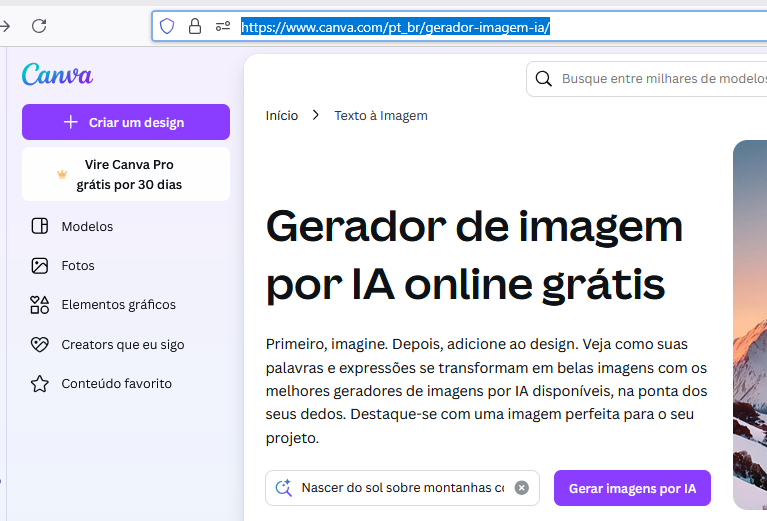 https://www.canva.com/pt_br/gerador-imagem-ia/
Canva
Criar um design
Vire Canva Pro
grátis por 30 dias
Modelos
Fotos
Elementos gráficos
Creators que eu sigo
Conteúdo favorito
Busque entre milhares de modelos
Início
Texto à Imagem
Gerador de imagem
por IA online grátis
Primeiro, imagine. Depois, adicione ao design. Veja como suas
palavras e expressões se transformam em belas imagens com os
melhores geradores de imagens por IA disponíveis, na ponta dos
seus dedos. Destaque-se com uma imagem perfeita para o seu
projeto.
Nascer do sol sobre montanhas
Gerar imagens por IA